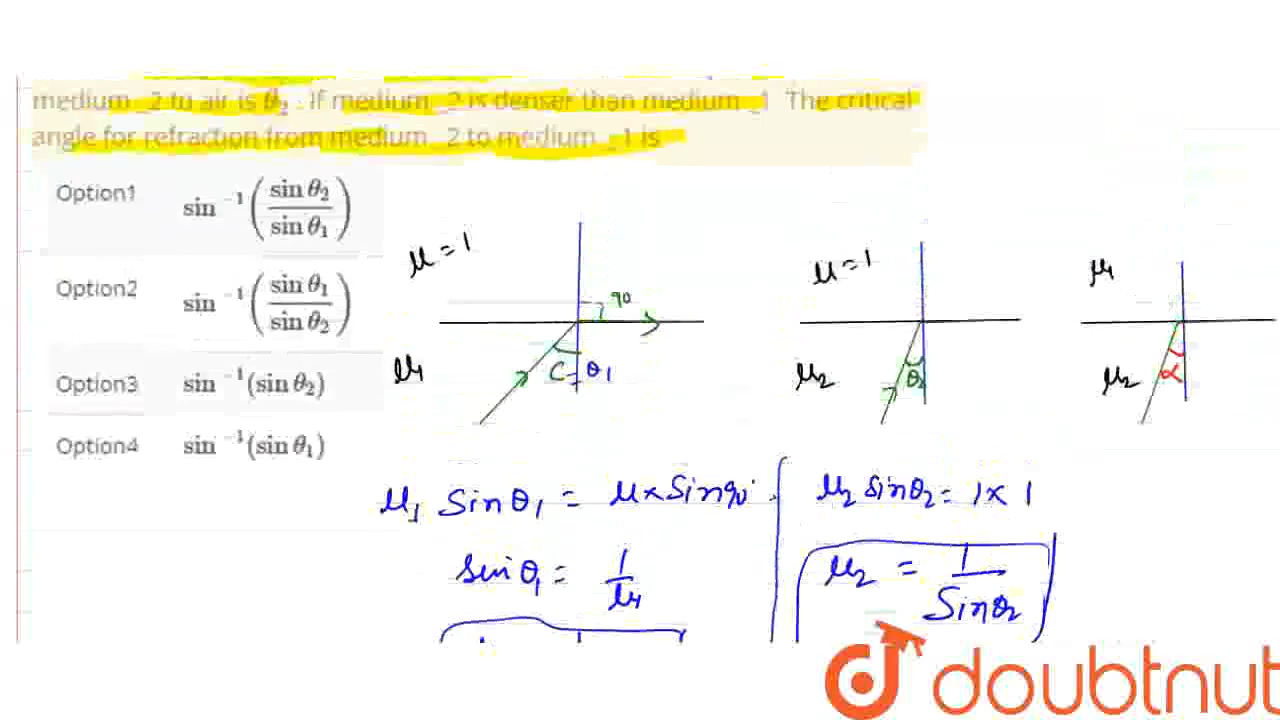 medium _2 to air is θ₂ . If medium _2 is denser than medium _1 The critical
angle for refraction from medium _2 to medium _1 is
Option1 sin⁻¹(sin θ₂ / sin θ₁)
Option2 sin⁻¹(sin θ₁ / sin θ₂)
Option3 sin⁻¹(sin θ₂)
Option4 sin⁻¹(sin θ₁)
μ = 1
90
μ₁
C = θ₁
μ = 1
μ₂
θ₂
μ₁
μ₂
α
μ₁ Sin θ₁ = μ × Sin 90°
sin θ₁ = 1 / μ₁
μ₂ sin θ₂ = 1 × 1
μ₂ = 1 / Sin θ₂
doubtnut